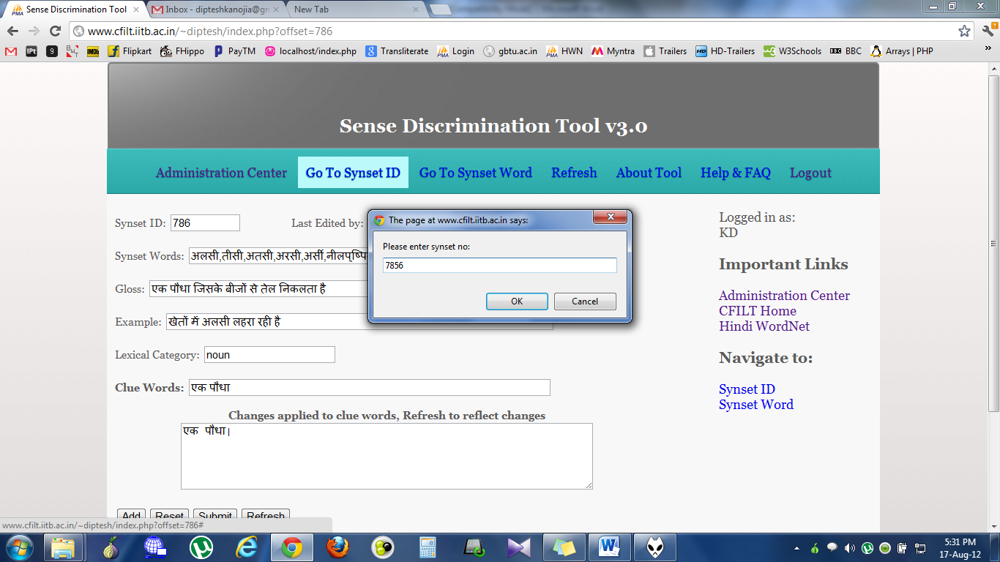 Sense Discrimination Tool
Inbox - dipteshkanojia@gn
New Tab
www.cfilt.iitb.ac.in/~diptesh/index.php?offset=786
IPt
9
IMDb
Flipkart
FHippo
PayTM
localhost/index.php
Transliterate
Login
gbtu.ac.in
HWN
Myntra
Trailers
HD-Trailers
W3Schools
BBC
Arrays | PHP
Sense Discrimination Tool v3.0
Administration Center
Go To Synset ID
Go To Synset Word
Refresh
About Tool
Help & FAQ
Logout
Synset ID: 786
Last Edited by:
Synset Words: अलसी,तीसी,अतसी,अरसी,अर्सी,
Gloss: एक पौधा जिसके बीजों से तेल निकलता है
Example: खेतों में अलसी लहरा रही है
Lexical Category: noun
Clue Words: एक पौधा
Changes applied to clue words, Refresh to reflect changes
एक पौधा|
Add
Reset
Submit
Refresh
The page at www.cfilt.iitb.ac.in says:
Please enter synset no:
7856
OK
Cancel
Logged in as:
KD
Important Links
Administration Center
CFILT Home
Hindi WordNet
Navigate to:
Synset ID
Synset Word
www.cfilt.iitb.ac.in/~diptesh/index.php?offset=786#
5:31 PM
17-Aug-12